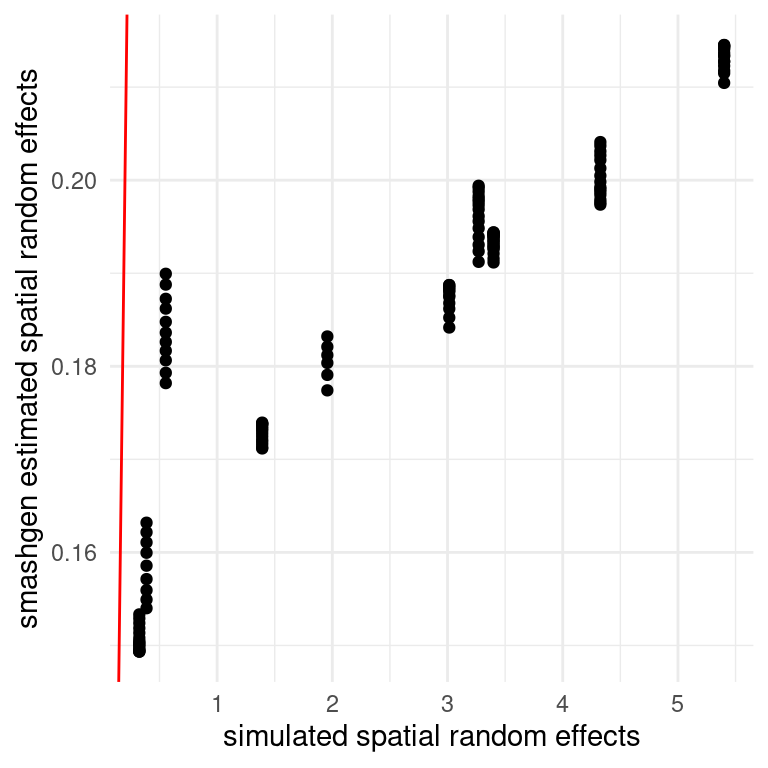 smashgen estimated spatial random effects
0.20
0.18
0.16
1 2 3 4 5
simulated spatial random effects